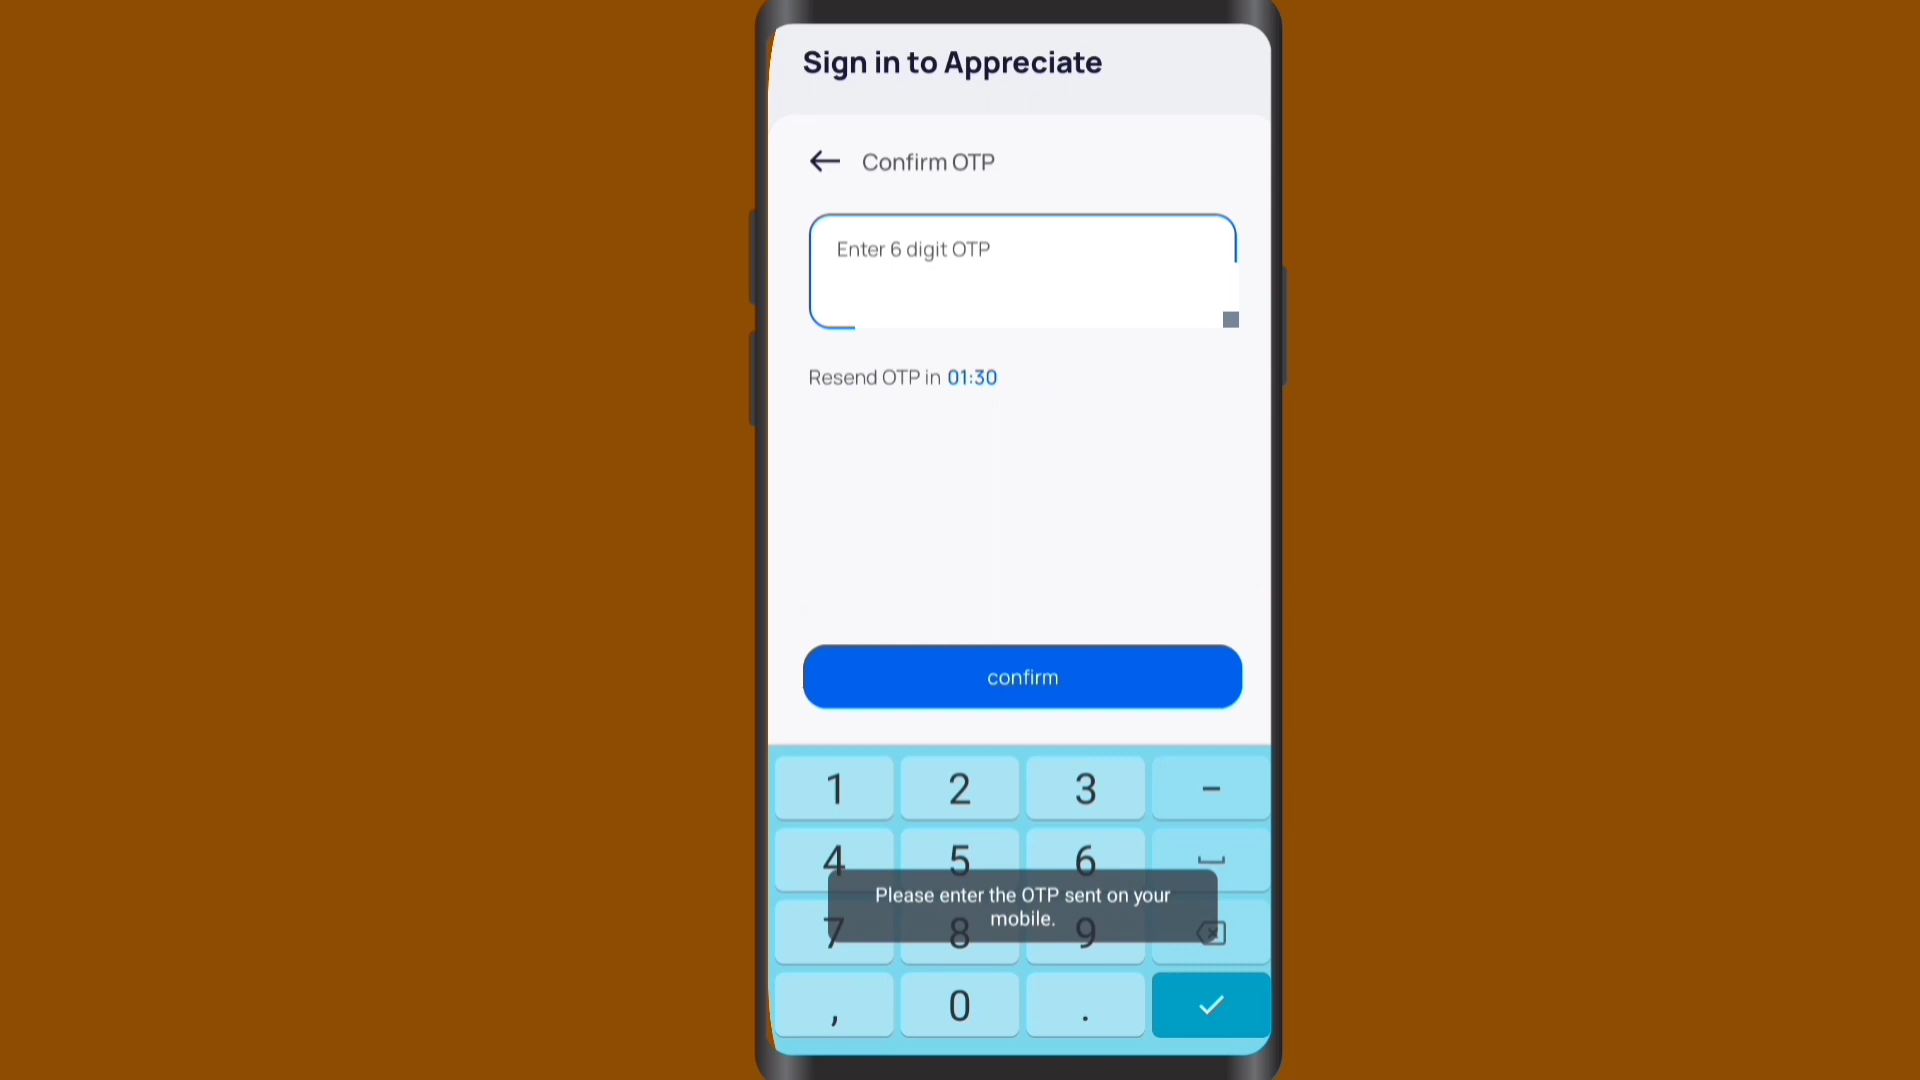 Sign in to Appreciate
Confirm OTP
Enter 6 digit OTP
Resend OTP in 01:30
confirm
1 2 3 –
4 5 6
Please enter the OTP sent on your
mobile.
7 8 9
, 0 .